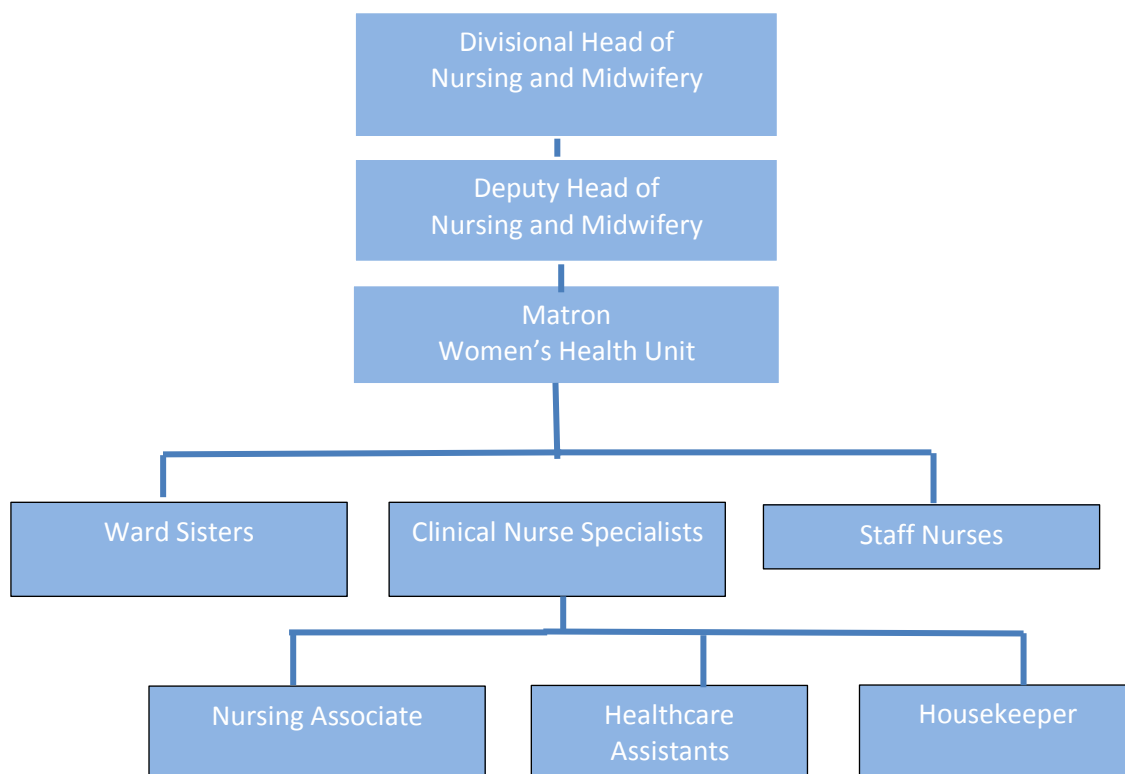 Divisional Head of
Nursing and Midwifery
Deputy Head of
Nursing and Midwifery
Matron
Women’s Health Unit
Ward Sisters
Clinical Nurse Specialists
Staff Nurses
Nursing Associate
Healthcare
Assistants
Housekeeper